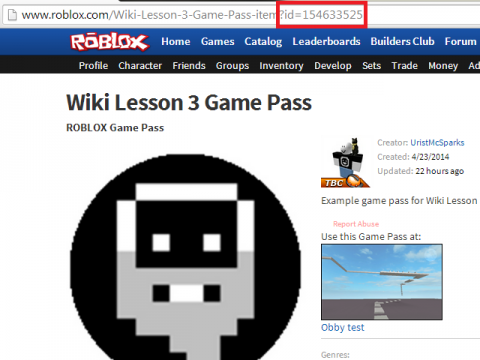 www.roblox.com/Wiki-Lesson-3-Game-Pass-item?id=154633525
ROBLOX Home Games Catalog Leaderboards Builders Club Forum
Profile Character Friends Groups Inventory Develop Sets Trade Money
Wiki Lesson 3 Game Pass
ROBLOX Game Pass
Creator: UristMcSparks
Created: 4/23/2014
Updated: 22 hours ago
TBC
Example game pass for Wiki Lesson
Report Abuse
Use this Game Pass at:
Obby test
Genres: